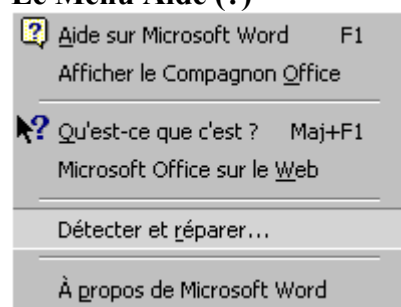 Le Menu Aide (?)
Aide sur Microsoft Word F1
Afficher le Compagnon Office
Qu'est-ce que c'est ? Maj+F1
Microsoft Office sur le Web
Détecter et réparer...
À propos de Microsoft Word